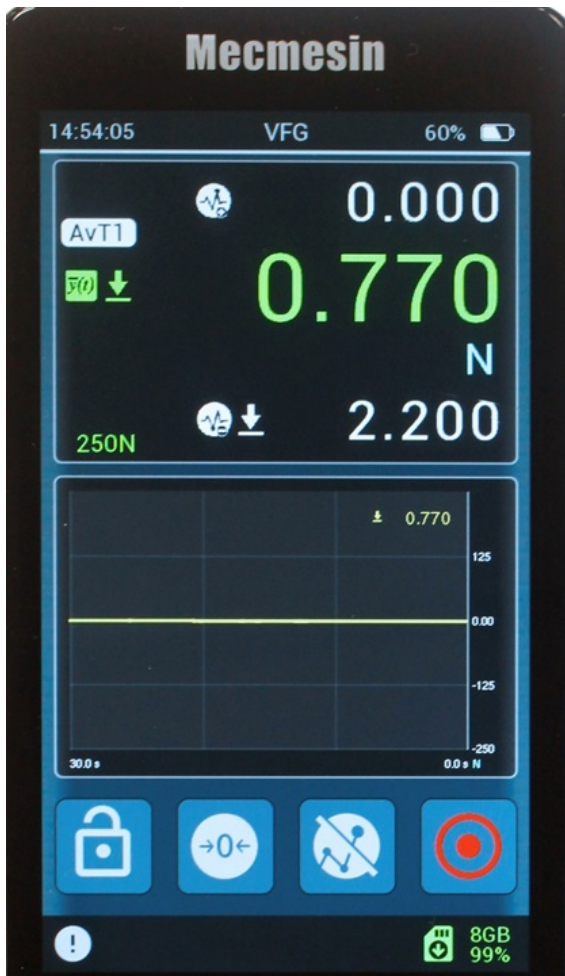 Mecmesin
14:54:05 VFG 60%
0.000
AvT1
y(t) 0.770
N
250N 2.200
0.770
125
0.00
-125
-250
30.0 s 0.0 s N
→0←
!
8GB
99%